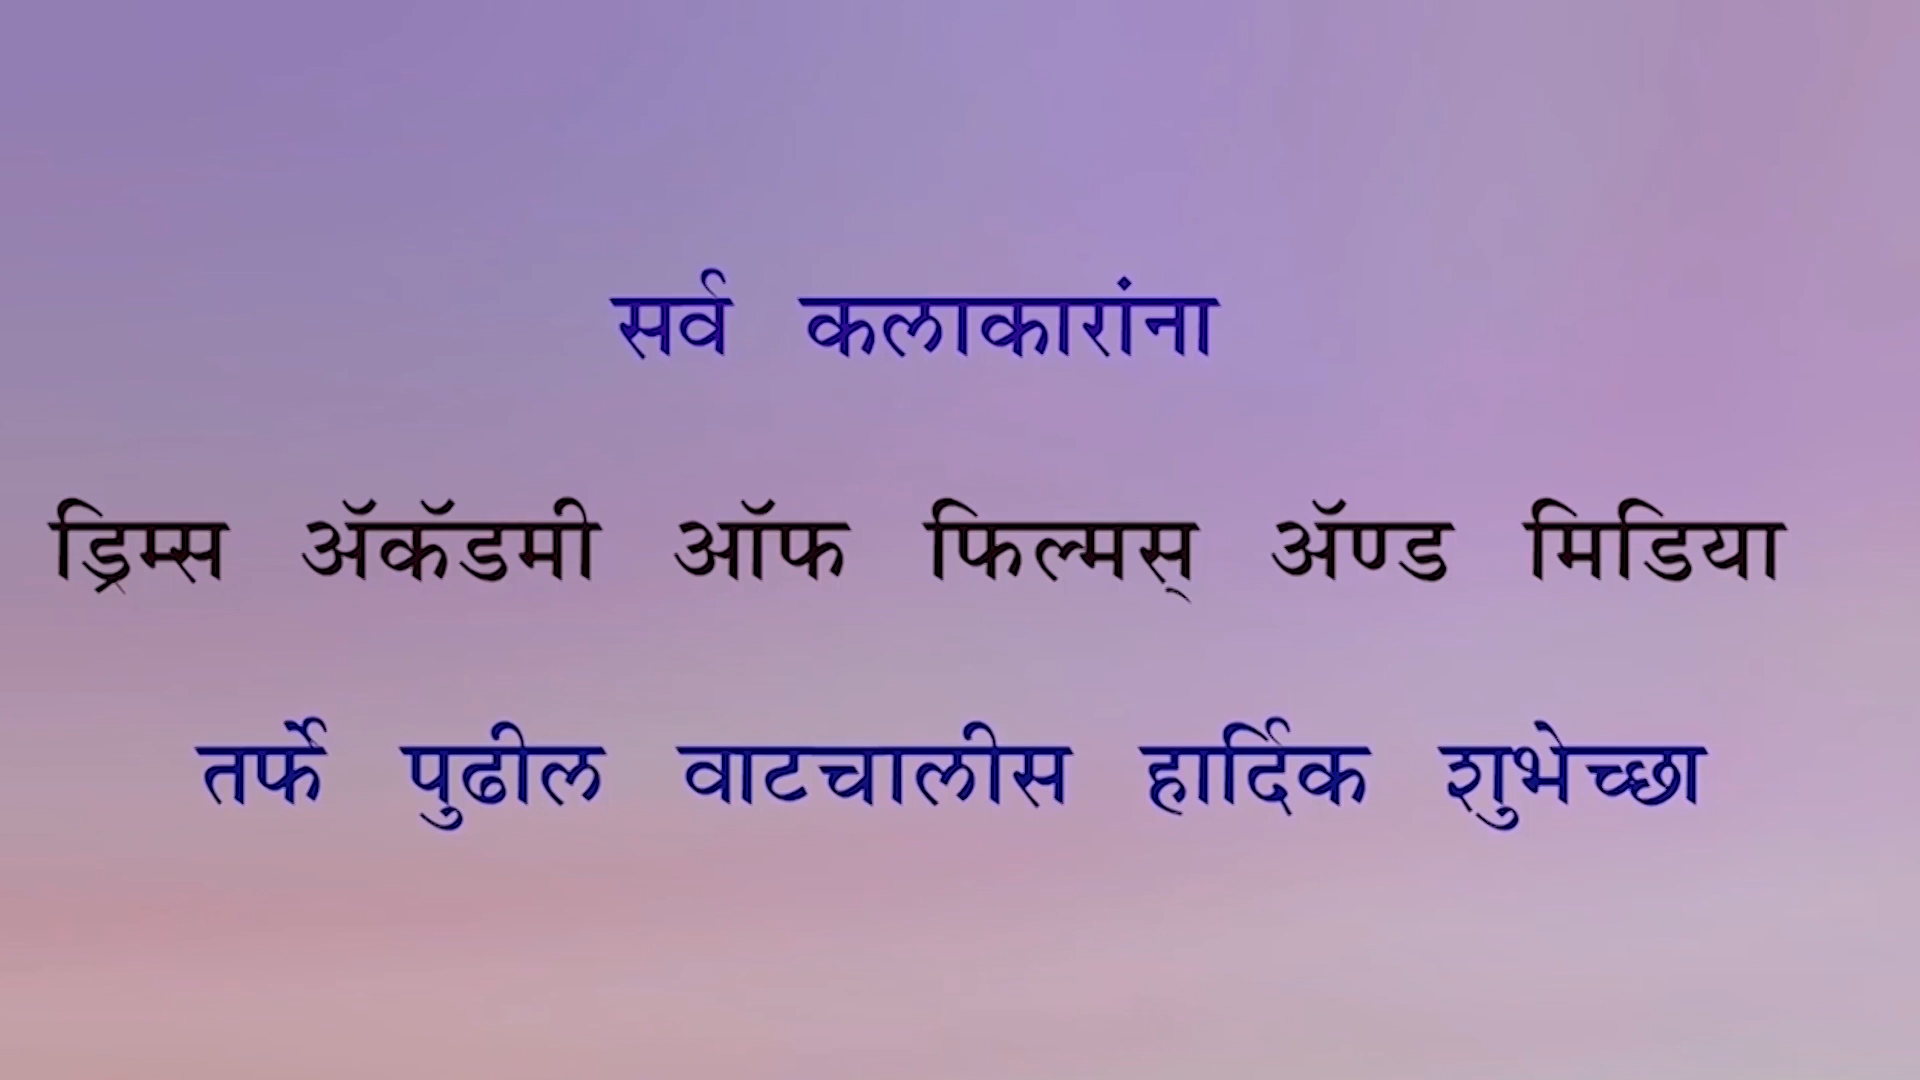 सर्व कलाकारांना
ड्रिम्स ॲकॅडमी ऑफ फिल्मस् ॲण्ड मिडिया
तर्फे पुढील वाटचालीस हार्दिक शुभेच्छा